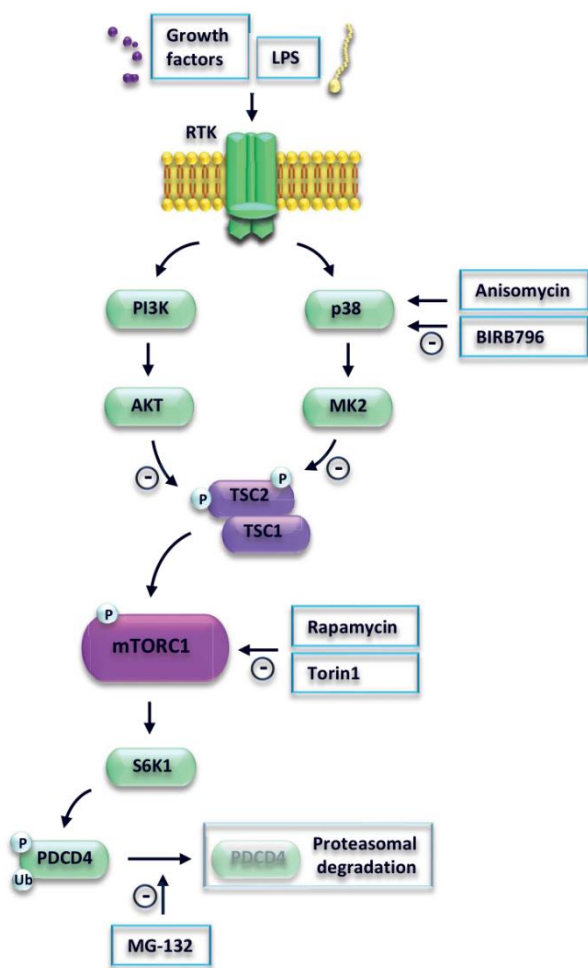 Growth
factors
LPS
RTK
PI3K
p38
Anisomycin
BIRB796
-
AKT
MK2
-
-
P
P
TSC2
TSC1
P
mTORC1
Rapamycin
Torin1
-
S6K1
P
PDCD4
Ub
PDCD4
Proteasomal
degradation
-
MG-132